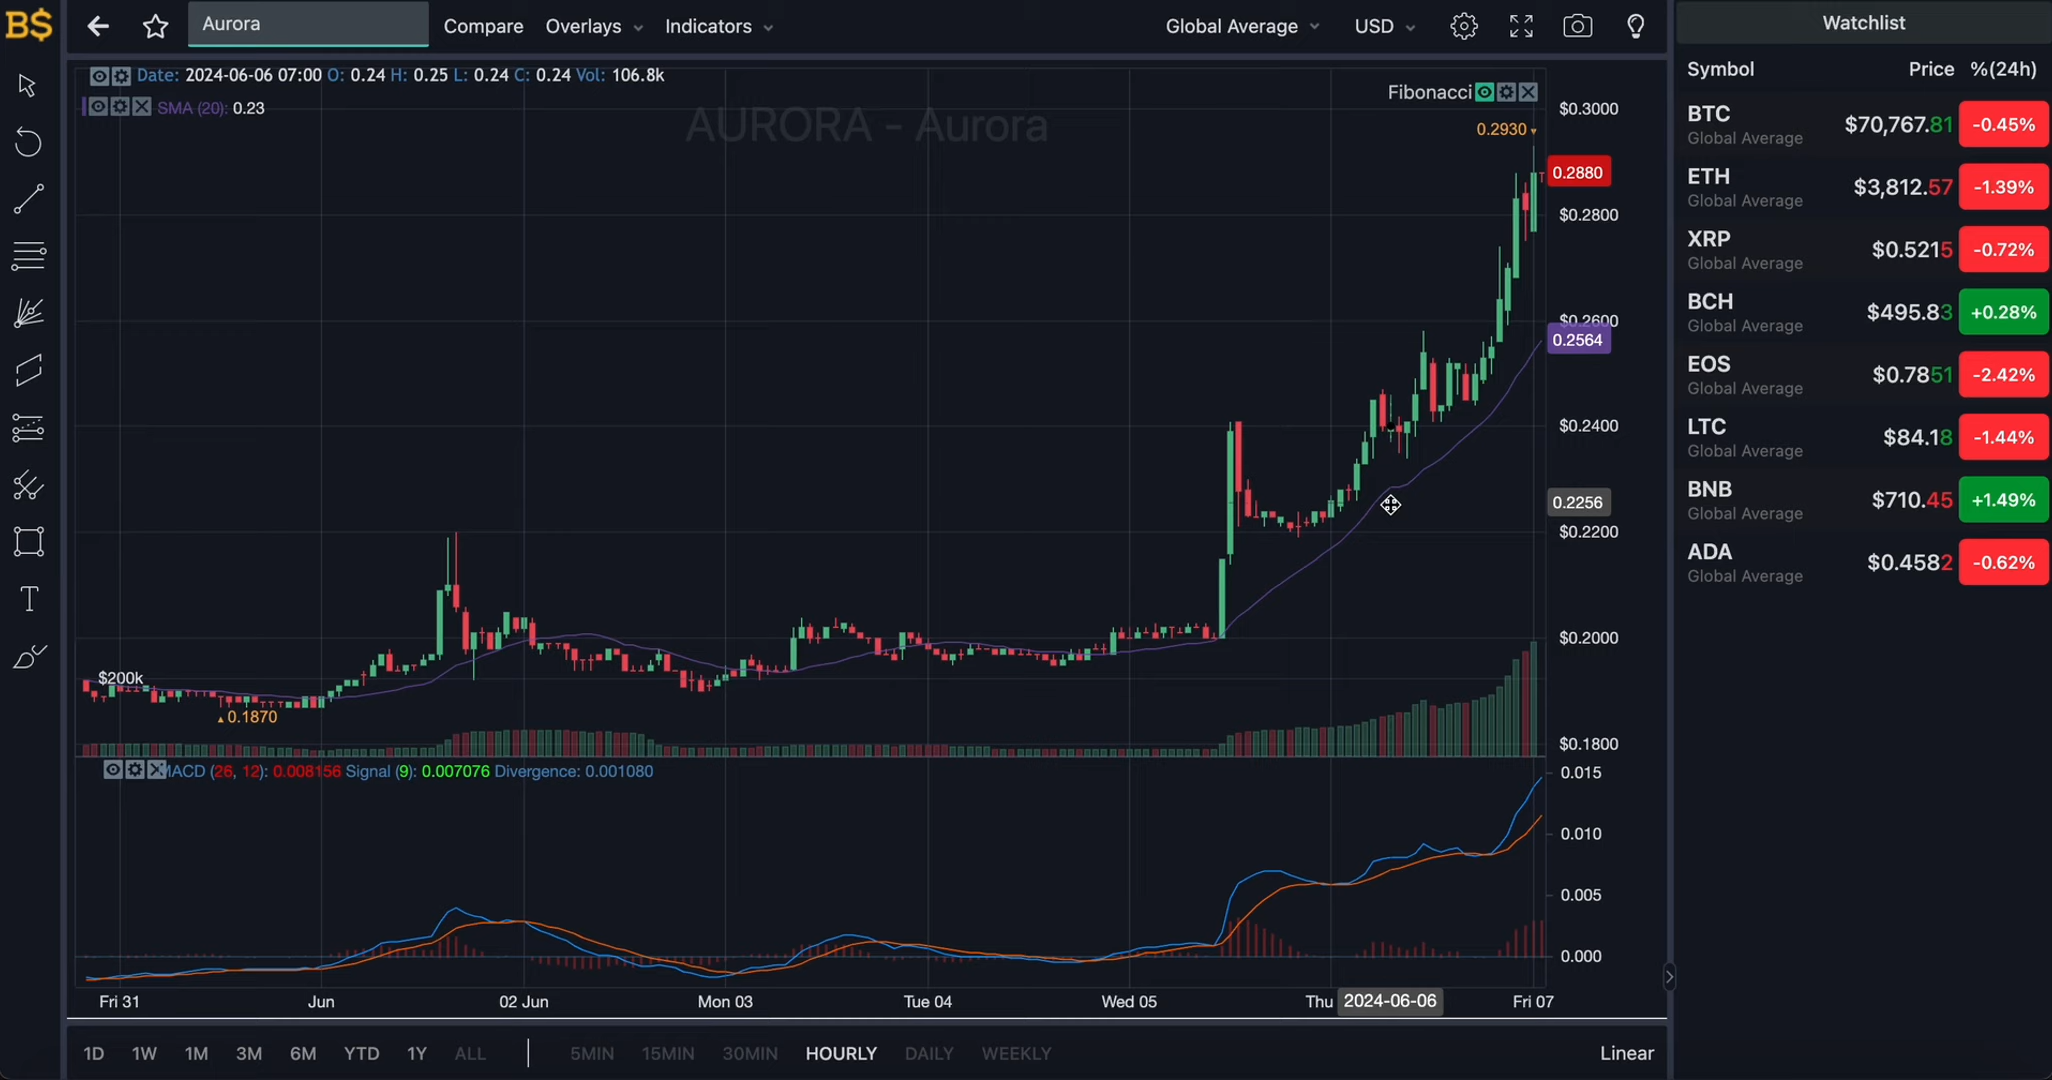 B$
Aurora
Compare
Overlays
Indicators
Global Average
USD
Date: 2024-06-06 07:00 O: 0.24 H: 0.25 L: 0.24 C: 0.24 Vol: 106.8k
SMA (20): 0.23
AURORA - Aurora
Fibonacci
0.2930
$0.3000
0.2880
$0.2800
$0.2600
0.2564
$0.2400
0.2256
$0.2200
$0.2000
$200k
0.1870
$0.1800
MACD (26, 12): 0.008156 Signal (9): 0.007076 Divergence: 0.001080
0.015
0.010
0.005
0.000
Fri 31 Jun 02 Jun Mon 03 Tue 04 Wed 05 Thu 2024-06-06 Fri 07
1D 1W 1M 3M 6M YTD 1Y ALL 5MIN 15MIN 30MIN HOURLY DAILY WEEKLY Linear
Watchlist
Symbol Price %(24h)
BTC $70,767.81 -0.45%
Global Average
ETH $3,812.57 -1.39%
Global Average
XRP $0.5215 -0.72%
Global Average
BCH $495.83 +0.28%
Global Average
EOS $0.7851 -2.42%
Global Average
LTC $84.18 -1.44%
Global Average
BNB $710.45 +1.49%
Global Average
ADA $0.4582 -0.62%
Global Average